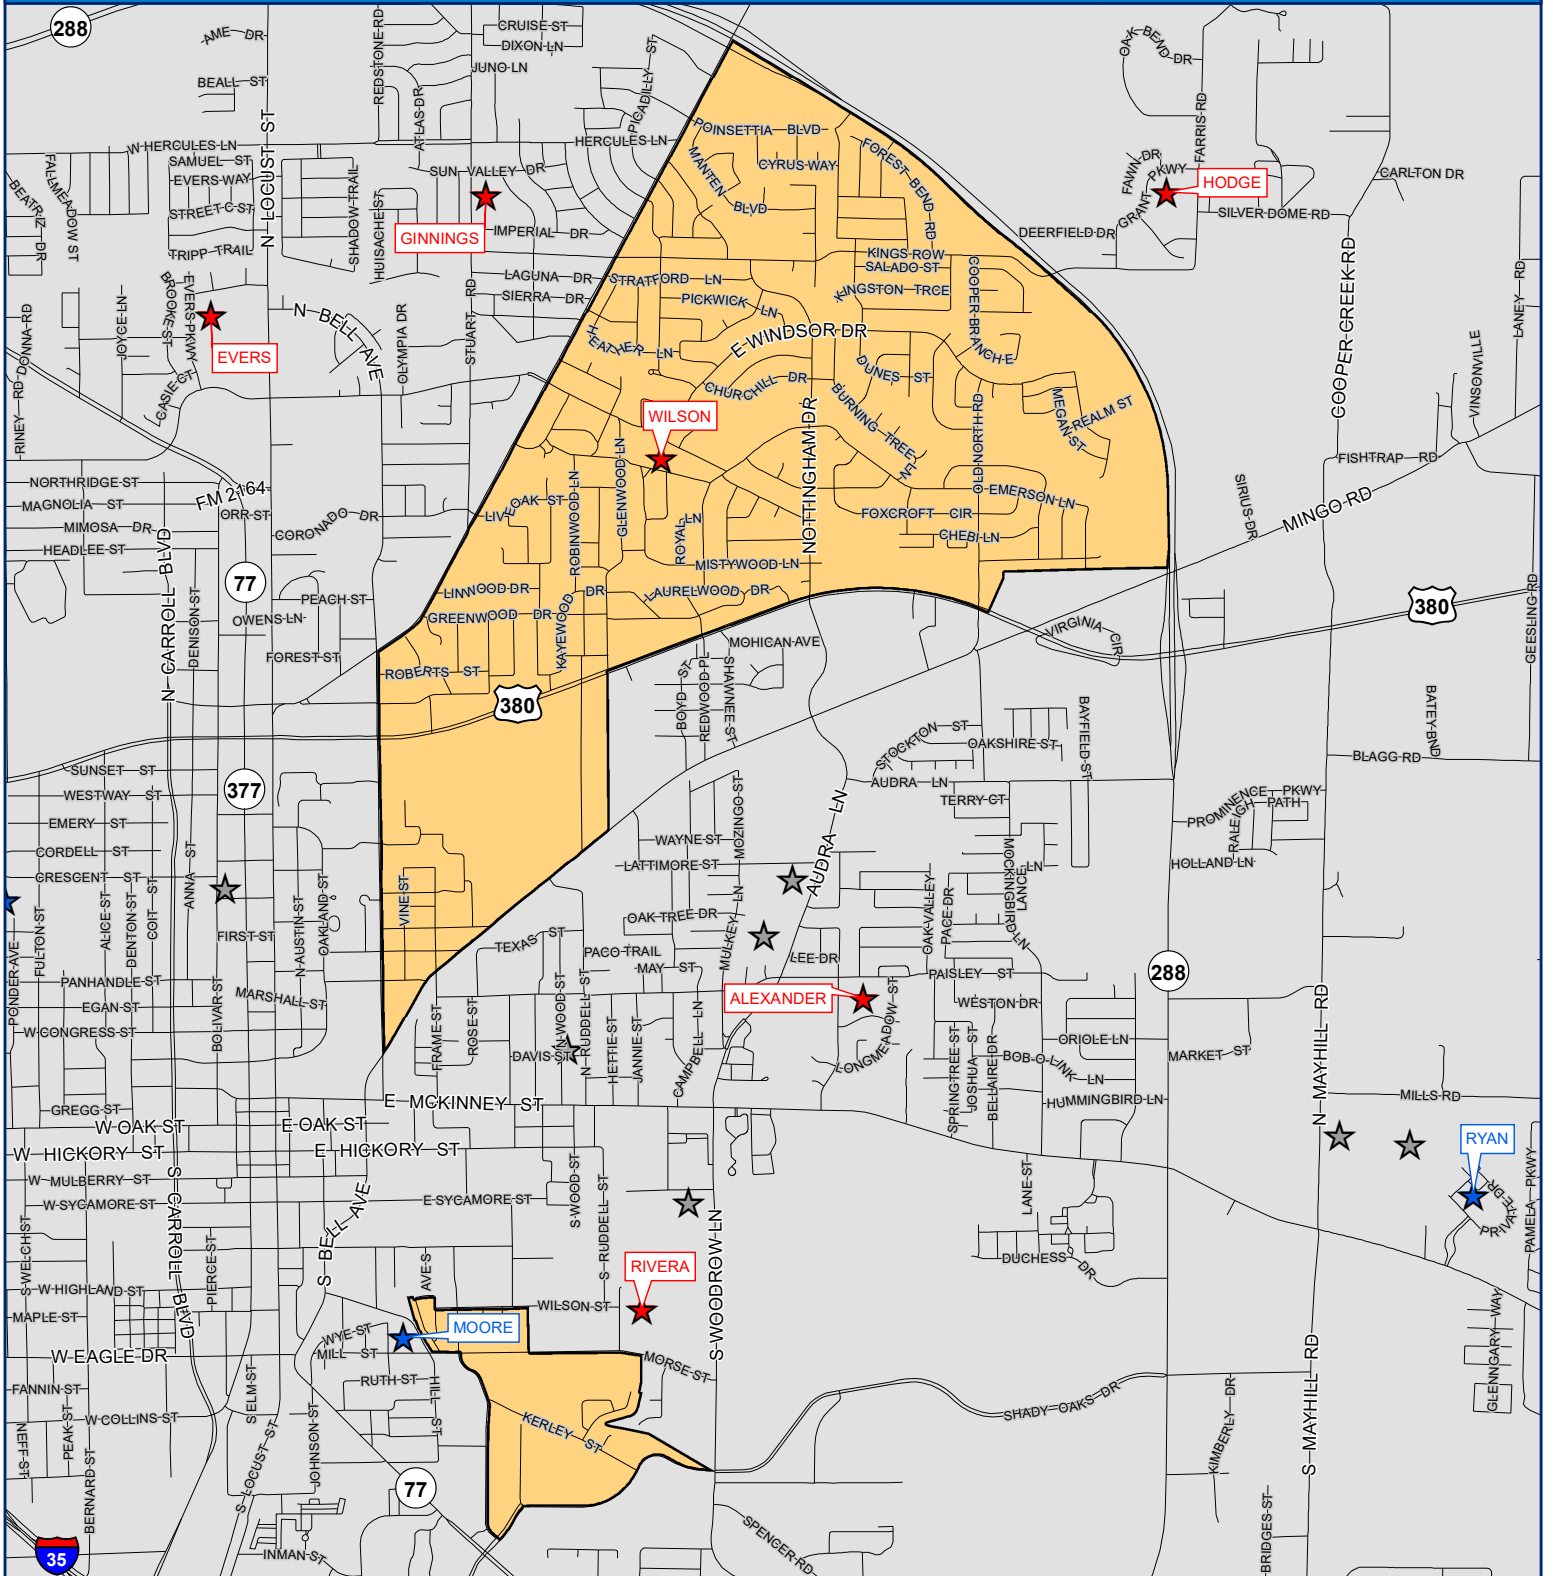 288
AME DR
CRUISE ST
DIXON LN
REDSTONE RD
PICADILLY ST
OAK BEND DR
BEALL ST
JUNO LN
ATLAS DR
N LOCUST ST
W HERCULES LN
HERCULES LN
POINSETTIA BLVD
FOREST BEND RD
FARRIS RD
SAMUEL ST
EVERS WAY
STREET C ST
TRIPP TRAIL
FALLMEADOW ST
BEATRIZ DR
SHADOW TRAIL
HUISACHE ST
SUN VALLEY DR
MANTEN BLVD
CYRUS WAY
FAWN DR
GRANT PKWY
HODGE
CARLTON DR
SILVER DOME RD
DEERFIELD DR
GINNINGS
IMPERIAL DR
KINGS ROW
SALADO ST
KINGSTON TRCE
COOPER BRANCH E
COOPER CREEK RD
LANEY RD
LAGUNA DR
SIERRA DR
STUART RD
STRATFORD LN
PICKWICK LN
E WINDSOR DR
HEATHER LN
N BELL AVE
OLYMPIA DR
BROOKE ST
EVERS PKWY
JOYCE LN
DONNA RD
RINEY RD
EVERS
CASIE CT
CHURCHILL DR
DUNES ST
BURNING TREE LN
MEGAN ST
REALM ST
VINSONVILLE
WILSON
NOTTINGHAM DR
OLD NORTH RD
FISHTRAP RD
MINGO RD
SIRIUS DR
NORTHRIDGE ST
MAGNOLIA ST
MIMOSA DR
HEADLEE ST
FM 2164
ORR ST
CORONADO DR
LIVE OAK ST
ROBINWOOD LN
GLENWOOD LN
ROYAL LN
EMERSON LN
FOXCROFT CIR
CHEBI LN
MISTYWOOD LN
N CARROLL BLVD
77
DENISON ST
PEACH ST
OWENS LN
FOREST ST
LINNWOOD DR
GREENWOOD DR
KAYEWOOD DR
LAURELWOOD DR
ROBERTS ST
380
380
MOHICAN AVE
VIRGINIA CIR
GEESLING RD
BOYD ST
REDWOOD PL
SHAWNEE ST
STOCKTON ST
OAKSHIRE ST
BAYFIELD ST
BATEY BND
BLAGG RD
SUNSET ST
WESTWAY ST
EMERY ST
CORDELL ST
CRESCENT ST
377
AUDRA LN
TERRY CT
AUDRA LN
PROMINENCE PKWY
RALEIGH PATH
HOLLAND LN
WAYNE ST
LATTIMORE ST
MOZINGO ST
MOCKINGBIRD LN
LANCE LN
ANNA ST
FULTON ST
ALICE ST
DENTON ST
COIT ST
FIRST ST
N AUSTIN ST
OAKLAND ST
VINE ST
OAK TREE DR
TEXAS ST
PACO TRAIL
MAY ST
MULKEY LN
LEE DR
OAK VALLEY
PACE DR
PAISLEY ST
WESTON DR
288
PONDER AVE
PANHANDLE ST
EGAN ST
W CONGRESS ST
BOLIVAR ST
MARSHALL ST
ALEXANDER
FRAME ST
ROSE ST
DAVIS ST
N WOOD ST
N RUDDELL ST
HETTIE ST
JANNIE ST
CAMPBELL LN
LONGMEADOW ST
SPRINGTREE ST
JOSHUA ST
BELLAIRE DR
ORIOLE LN
BOB O LINK LN
HUMMINGBIRD LN
MARKET ST
N MAYHILL RD
MILLS RD
RYAN
PRIVATE DR
PAMELA PKWY
GREGG ST
W OAK ST
E OAK ST
E MCKINNEY ST
W HICKORY ST
E HICKORY ST
W MULBERRY ST
W SYCAMORE ST
E SYCAMORE ST
S WELCH ST
S CARROLL BLVD
S BELL AVE
S WOOD ST
S RUDDELL ST
S WOODROW LN
LANE ST
DUCHESS DR
PIERCE ST
W HIGHLAND ST
MAPLE ST
AVE S
RIVERA
WILSON ST
MOORE
WYE ST
MILL ST
W EAGLE DR
MORSE ST
RUTH ST
HILL ST
FANNIN ST
W COLLINS ST
PEAK ST
NEFF ST
S ELM ST
JOHNSON ST
S LOCUST ST
BERNARD ST
KERLEY ST
SHADY OAKS DR
KIMBERLY DR
S MAYHILL RD
GLENNGARY WAY
77
SPENCER RD
BRIDGES ST
INMAN ST
35